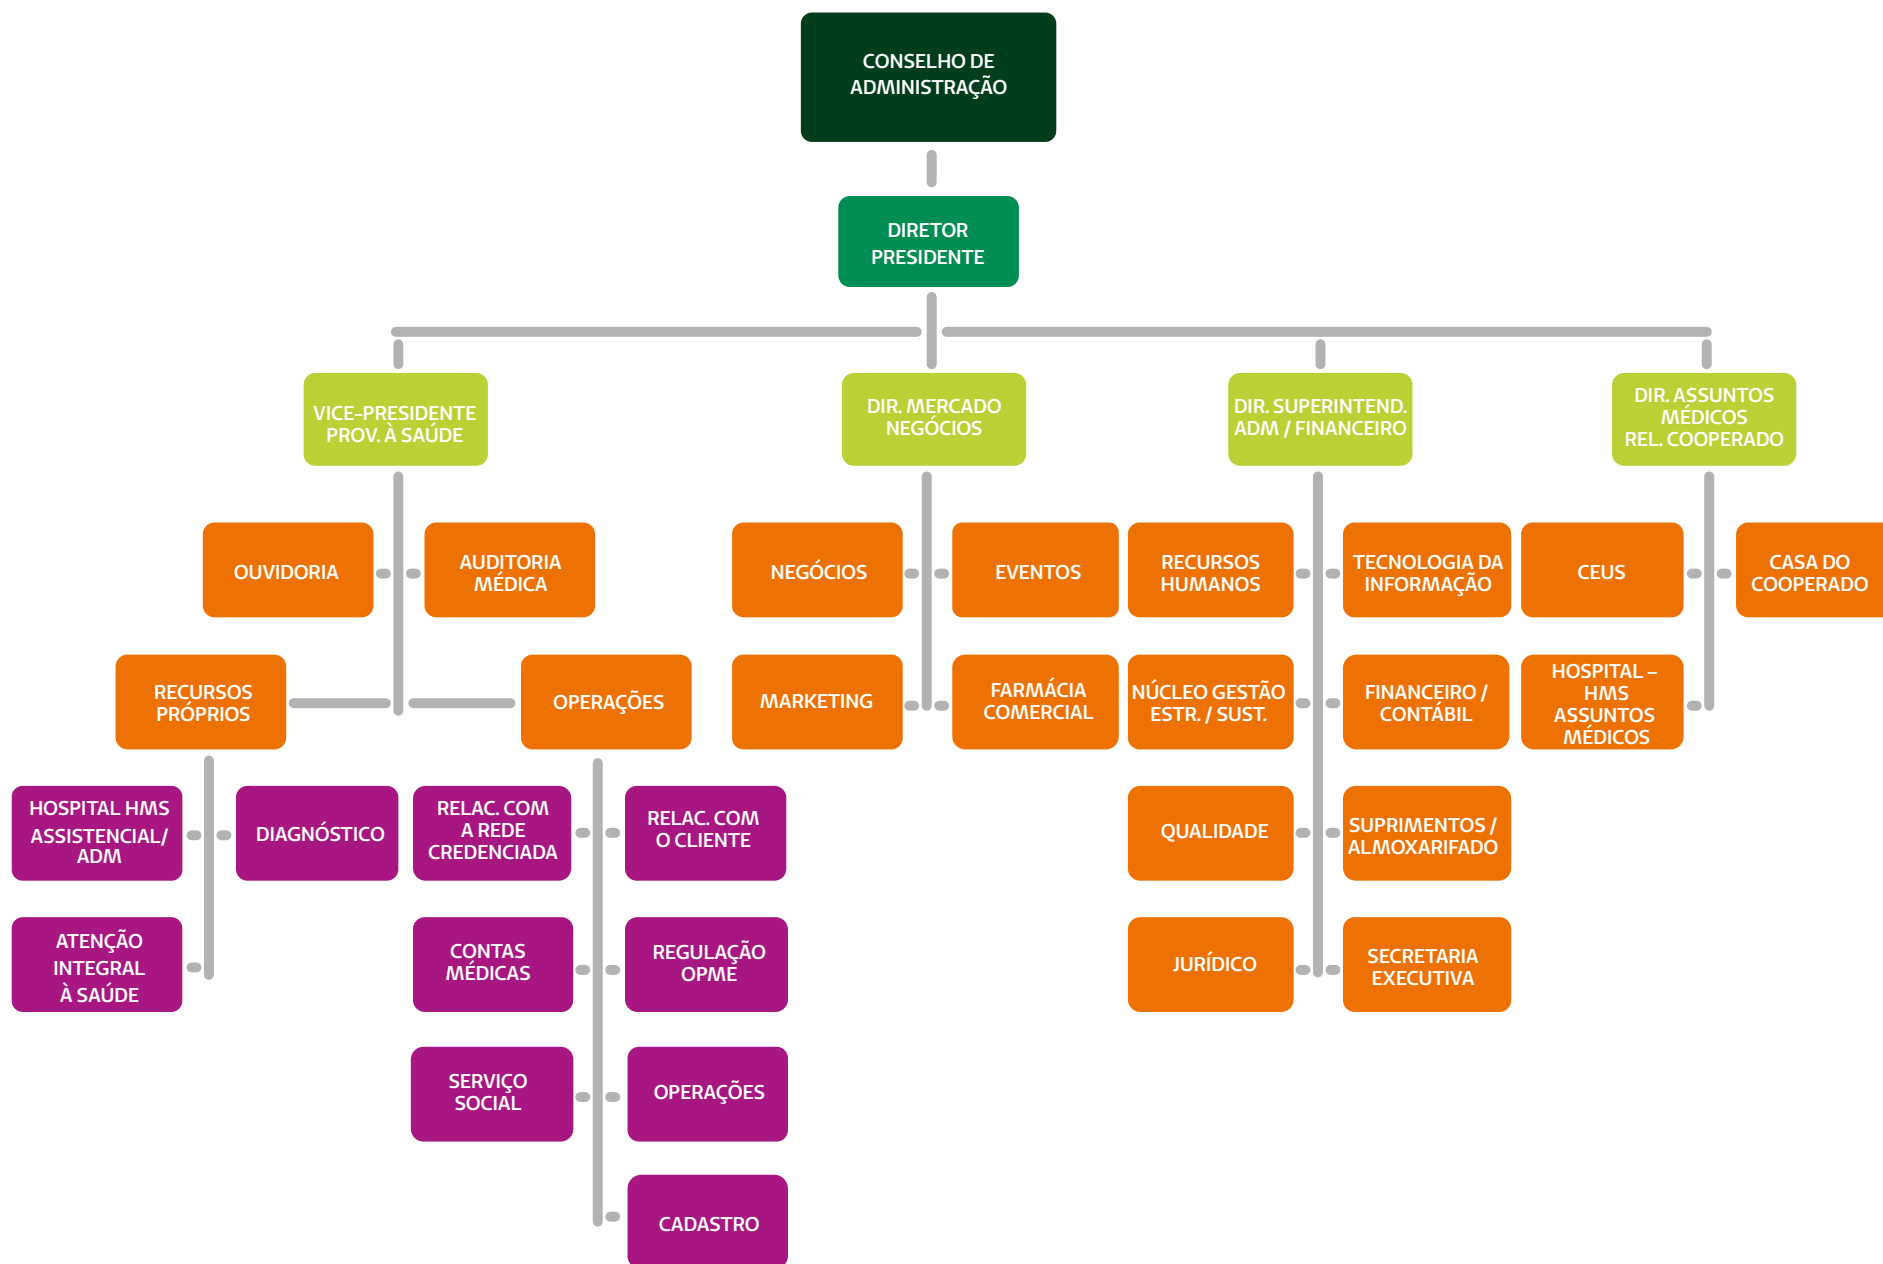 CONSELHO DE
ADMINISTRAÇÃO
DIRETOR
PRESIDENTE
VICE-PRESIDENTE
PROV. À SAÚDE
DIR. MERCADO
NEGÓCIOS
DIR. SUPERINTEND.
ADM / FINANCEIRO
DIR. ASSUNTOS
MÉDICOS
REL. COOPERADO
OUVIDORIA
AUDITORIA
MÉDICA
NEGÓCIOS
EVENTOS
RECURSOS
HUMANOS
TECNOLOGIA DA
INFORMAÇÃO
CEUS
CASA DO
COOPERADO
RECURSOS
PRÓPRIOS
OPERAÇÕES
MARKETING
FARMÁCIA
COMERCIAL
NÚCLEO GESTÃO
ESTR. / SUST.
FINANCEIRO /
CONTÁBIL
HOSPITAL –
HMS
ASSUNTOS
MÉDICOS
HOSPITAL HMS
ASSISTENCIAL/
ADM
DIAGNÓSTICO
RELAC. COM
A REDE
CREDENCIADA
RELAC. COM
O CLIENTE
QUALIDADE
SUPRIMENTOS /
ALMOXARIFADO
ATENÇÃO
INTEGRAL
À SAÚDE
CONTAS
MÉDICAS
REGULAÇÃO
OPME
JURÍDICO
SECRETARIA
EXECUTIVA
SERVIÇO
SOCIAL
OPERAÇÕES
CADASTRO